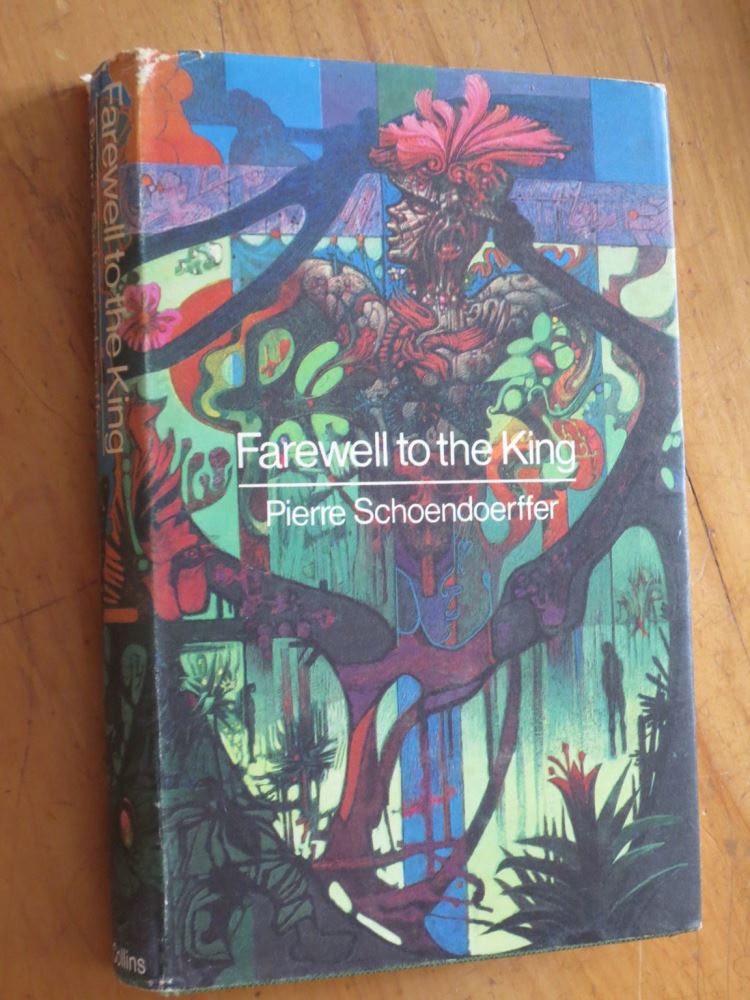 Farewell to the King
Pierre Schoendoerffer
Farewell to the King
Collins